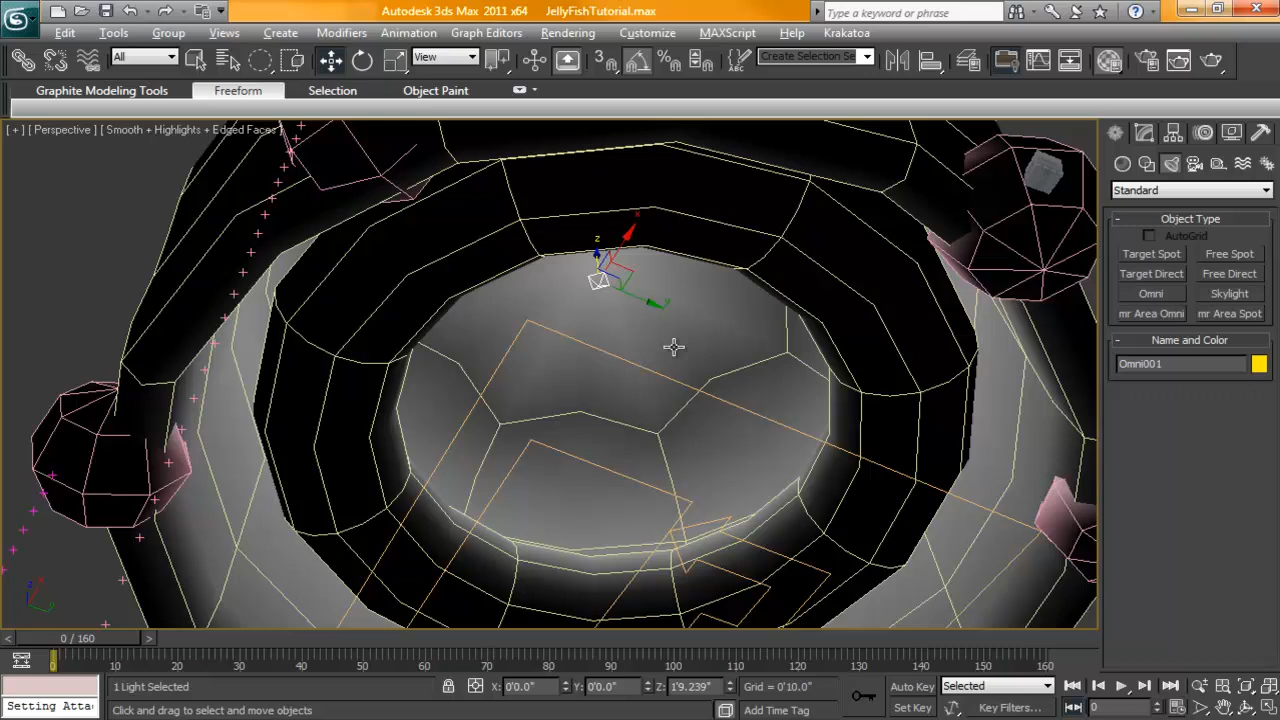 Autodesk 3ds Max 2011 x64 JellyFishTutorial.max
Type a keyword or phrase
Edit Tools Group Views Create Modifiers Animation Graph Editors Rendering Customize MAXScript Help Krakatoa
All View 3 Create Selection Se
Graphite Modeling Tools Freeform Selection Object Paint
[ + ] [ Perspective ] [ Smooth + Highlights + Edged Faces ]
x
z
y
Standard
- Object Type
AutoGrid
Target Spot Free Spot
Target Direct Free Direct
Omni Skylight
mr Area Omni mr Area Spot
- Name and Color
Omni001
z x
y
< 0 / 160 >
0 10 20 30 40 50 60 70 80 90 100 110 120 130 140 150 160
1 Light Selected X: 0'0.0" Y: 0'0.0" Z: 1'9.239" Grid = 0'10.0" Auto Key Selected
Setting Atta Click and drag to select and move objects Add Time Tag Set Key Key Filters... 0